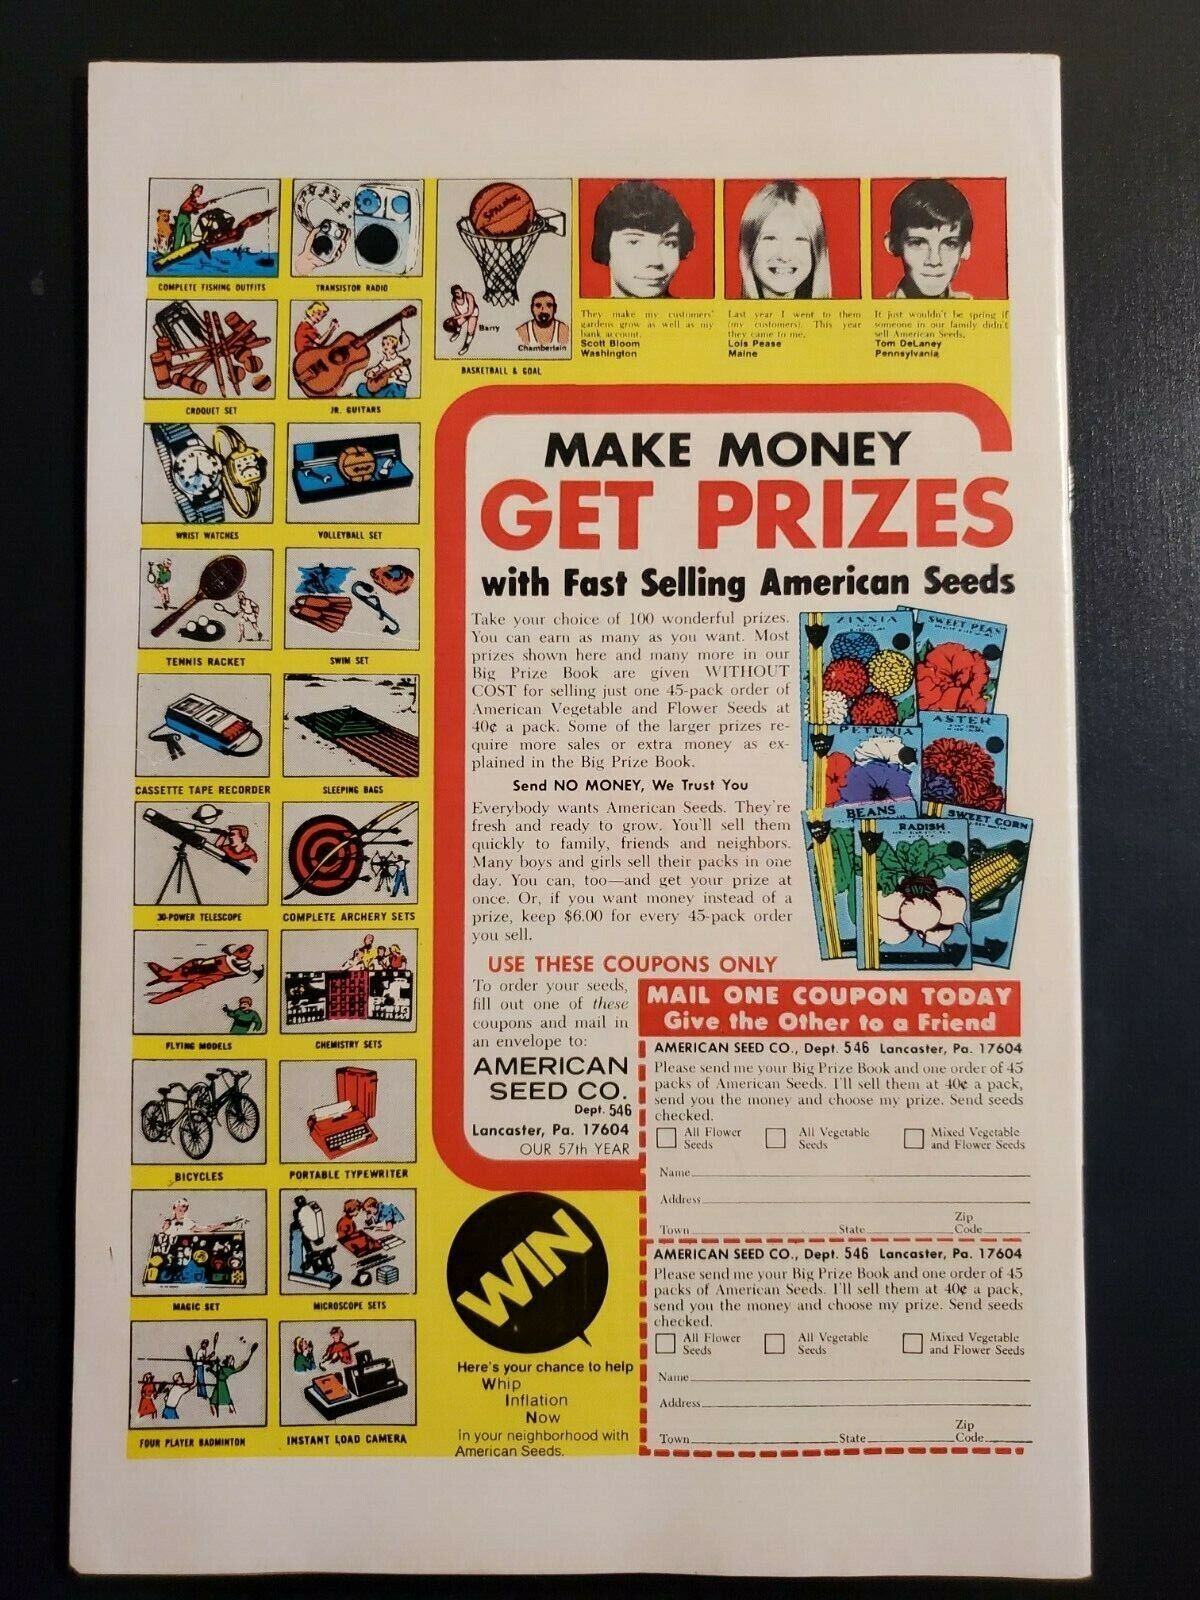 COMPLETE FISHING OUTFITS
TRANSISTOR RADIO
CROQUET SET
JR. GUITARS
WRIST WATCHES
VOLLEYBALL SET
TENNIS RACKET
SWIM SET
CASSETTE TAPE RECORDER
SLEEPING BAGS
30-POWER TELESCOPE
COMPLETE ARCHERY SETS
FLYING MODELS
CHEMISTRY SETS
BICYCLES
PORTABLE TYPEWRITER
MAGIC SET
MICROSCOPE SETS
FOUR PLAYER BADMINTON
INSTANT LOAD CAMERA
SPALDING
Barry
Chamberlain
BASKETBALL & GOAL
They make my customers'
gardens grow as well as my
bank account.
Scott Bloom
Washington
Last year I went to them
(my customers). This year
they came to me.
Lois Pease
Maine
It just wouldn't be spring if
someone in our family didn't
sell American Seeds.
Tom DeLaney
Pennsylvania
MAKE MONEY
GET PRIZES
with Fast Selling American Seeds
Take your choice of 100 wonderful prizes.
You can earn as many as you want. Most
prizes shown here and many more in our
Big Prize Book are given WITHOUT
COST for selling just one 45-pack order of
American Vegetable and Flower Seeds at
40¢ a pack. Some of the larger prizes re-
quire more sales or extra money as ex-
plained in the Big Prize Book.
Send NO MONEY, We Trust You
Everybody wants American Seeds. They're
fresh and ready to grow. You'll sell them
quickly to family, friends and neighbors.
Many boys and girls sell their packs in one
day. You can, too—and get your prize at
once. Or, if you want money instead of a
prize, keep $6.00 for every 45-pack order
you sell.
ZINNIA
SWEET PEAS
ASTER
PETUNIA
BEANS
RADISH
SWEET CORN
USE THESE COUPONS ONLY
To order your seeds,
fill out one of these
coupons and mail in
an envelope to:
AMERICAN
SEED CO.
Dept. 546
Lancaster, Pa. 17604
OUR 57th YEAR
MAIL ONE COUPON TODAY
Give the Other to a Friend
AMERICAN SEED CO., Dept. 546 Lancaster, Pa. 17604
Please send me your Big Prize Book and one order of 45
packs of American Seeds. I'll sell them at 40¢ a pack,
send you the money and choose my prize. Send seeds
checked.
All Flower Seeds
All Vegetable Seeds
Mixed Vegetable and Flower Seeds
Name
Address
Town State Zip Code
AMERICAN SEED CO., Dept. 546 Lancaster, Pa. 17604
Please send me your Big Prize Book and one order of 45
packs of American Seeds. I'll sell them at 40¢ a pack,
send you the money and choose my prize. Send seeds
checked.
All Flower Seeds
All Vegetable Seeds
Mixed Vegetable and Flower Seeds
Name
Address
Town State Zip Code
WIN
Here's your chance to help
Whip
Inflation
Now
in your neighborhood with
American Seeds.